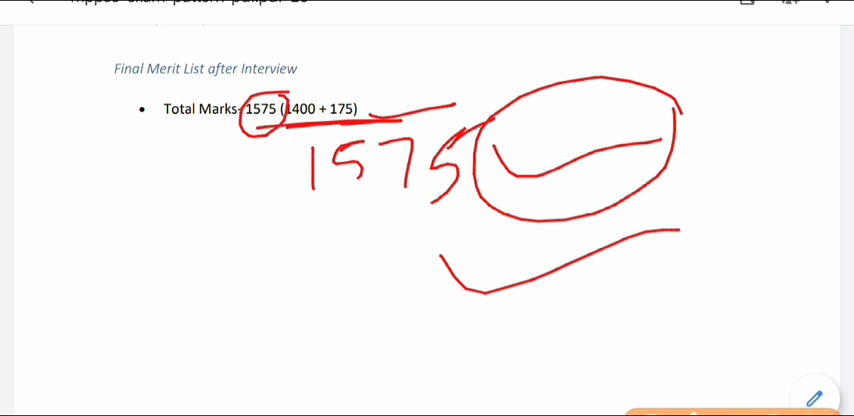 Final Merit List after Interview
• Total Marks- 1575 (1400 + 175)
1575